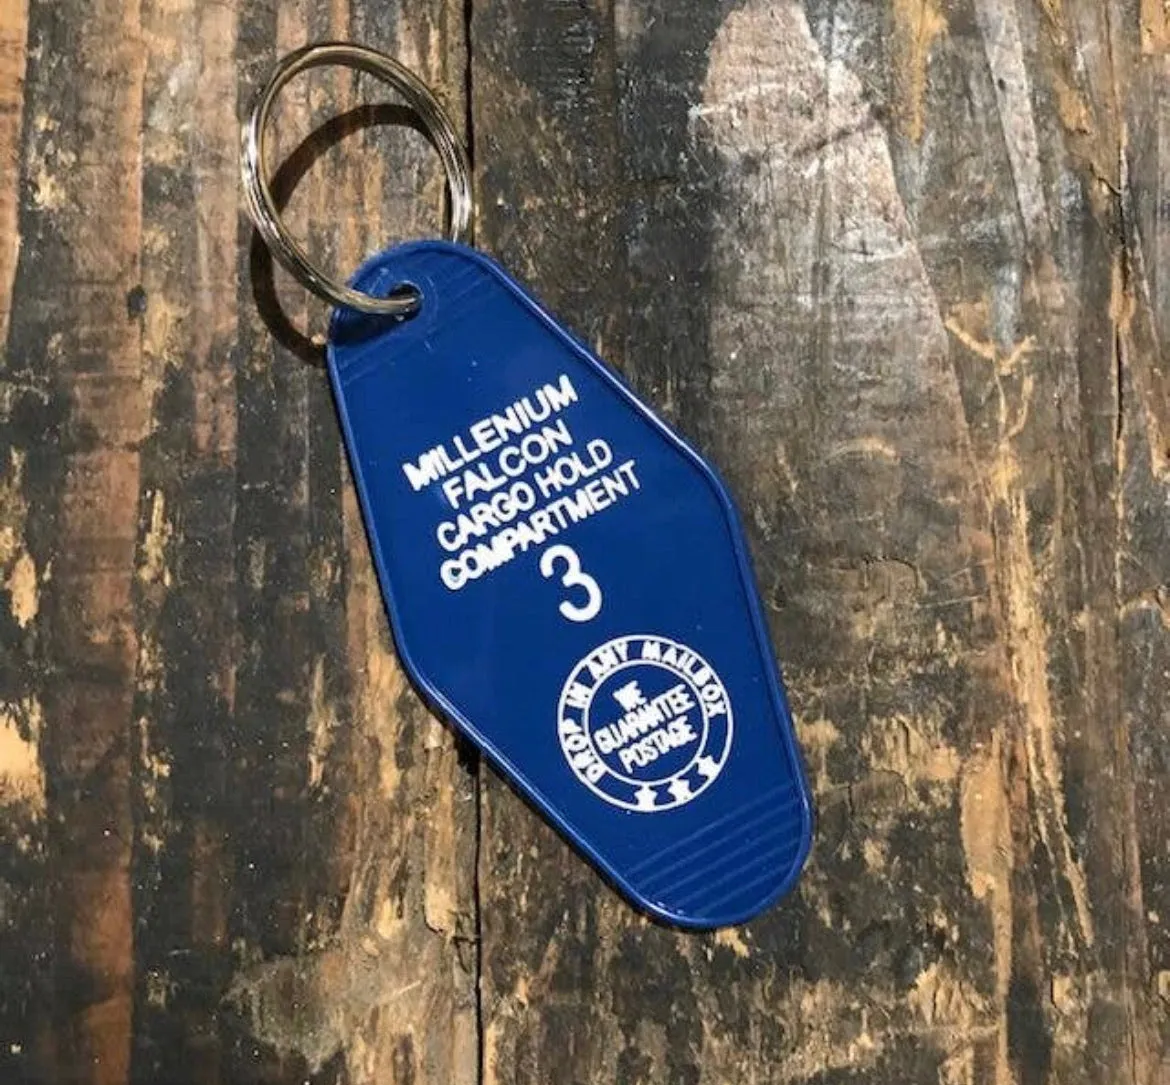 MILLENIUM
FALCON
CARGO HOLD
COMPARTMENT
3
DROP IN ANY MAILBOX
WE
GUARANTEE
POSTAGE